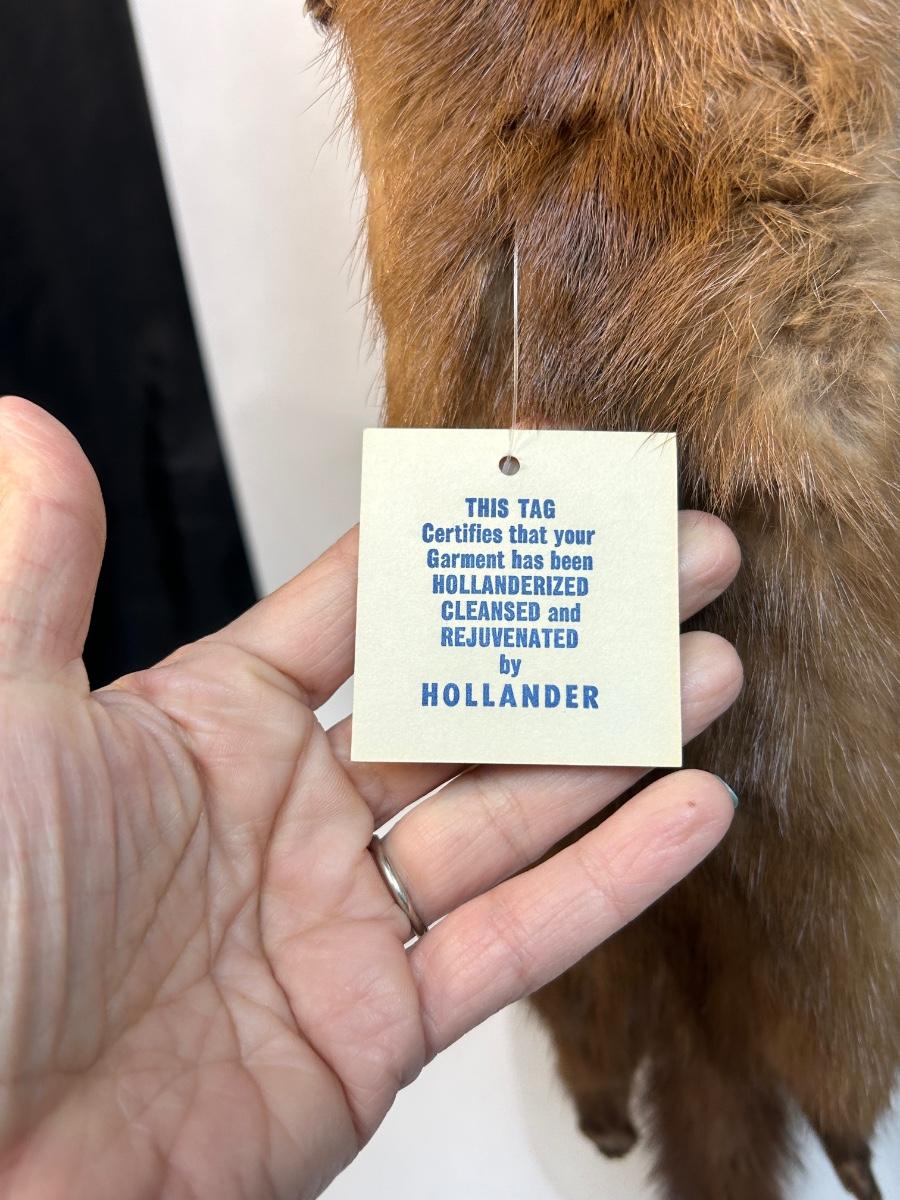 THIS TAG
Certifies that your
Garment has been
HOLLANDERIZED
CLEANSED and
REJUVENATED
by
HOLLANDER